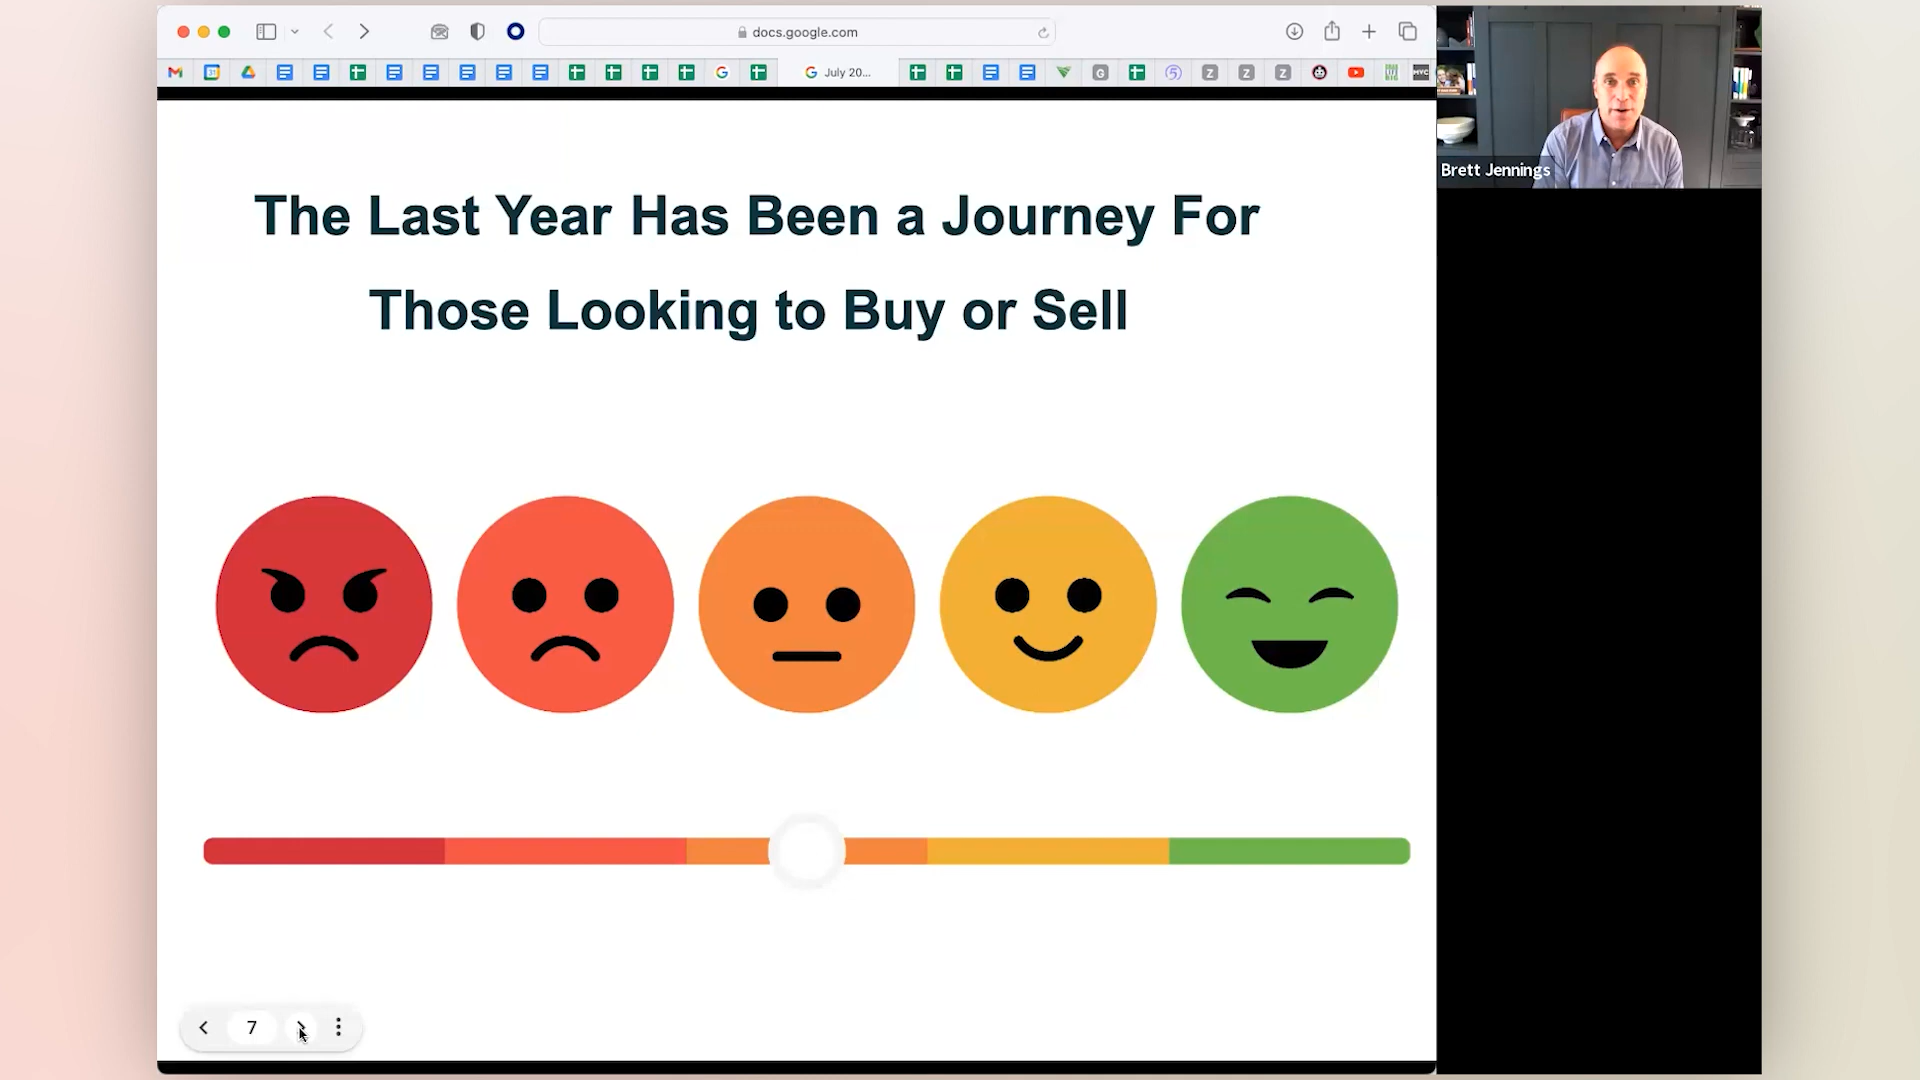 docs.google.com
July 20...
Brett Jennings
The Last Year Has Been a Journey For
Those Looking to Buy or Sell
7